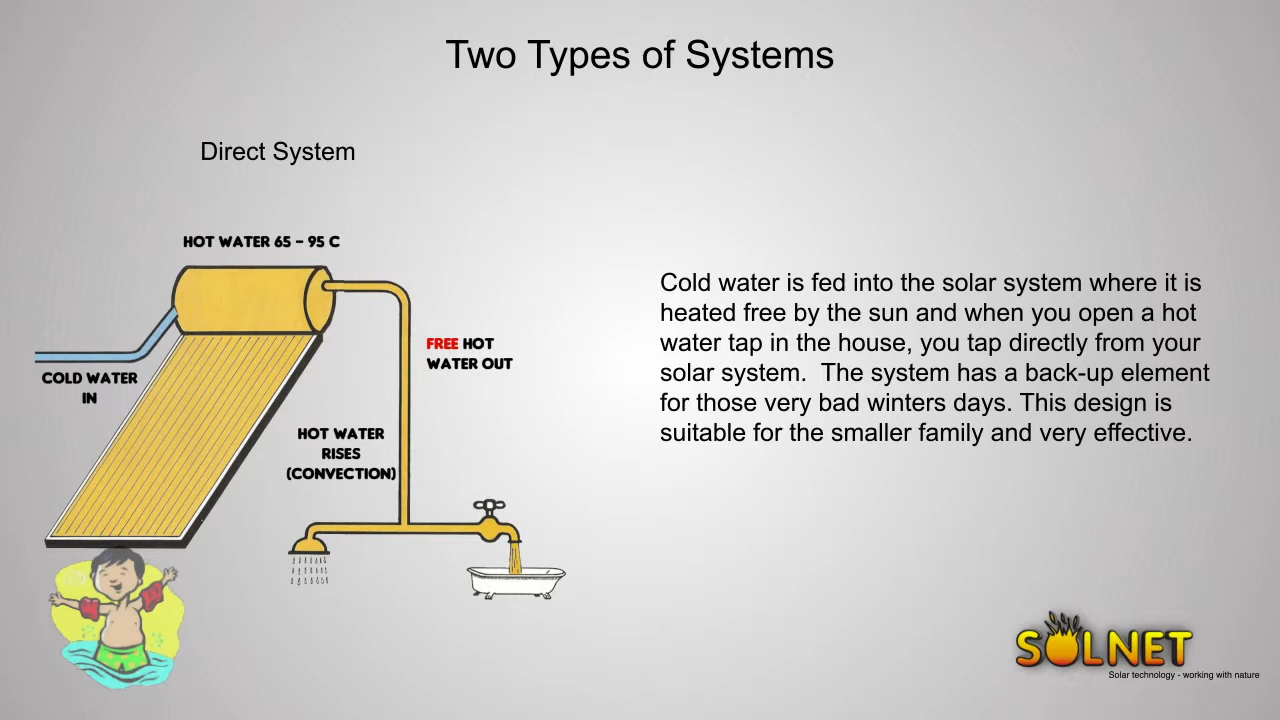 Two Types of Systems
Direct System
HOT WATER 65 – 95 C
COLD WATER
IN
FREE HOT
WATER OUT
HOT WATER
RISES
(CONVECTION)
Cold water is fed into the solar system where it is
heated free by the sun and when you open a hot
water tap in the house, you tap directly from your
solar system.  The system has a back-up element
for those very bad winters days. This design is
suitable for the smaller family and very effective.
SOLNET
Solar technology - working with nature